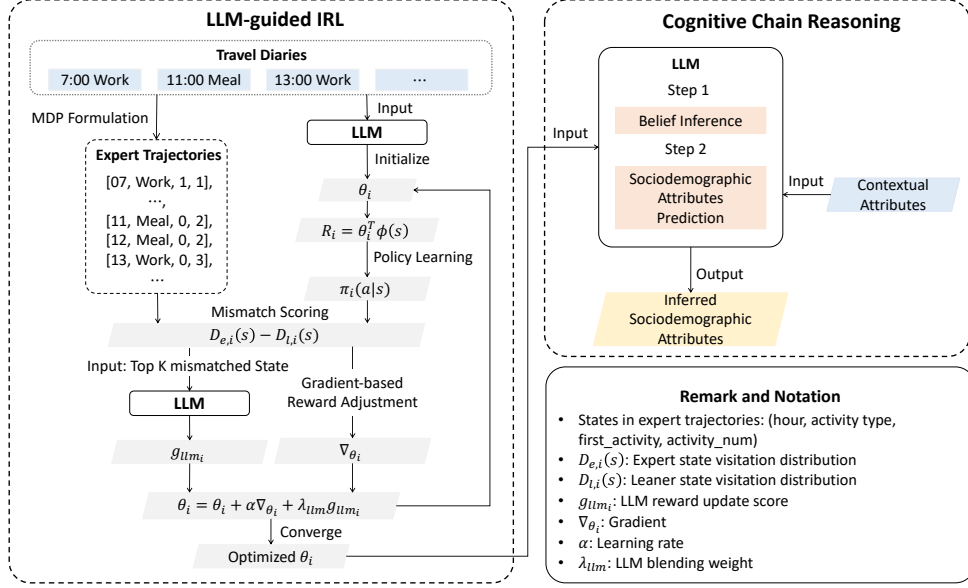 LLM-guided IRL
Travel Diaries
7:00 Work
11:00 Meal
13:00 Work
...
MDP Formulation
Input
LLM
Initialize
Expert Trajectories
[07, Work, 1, 1],
...,
[11, Meal, 0, 2],
[12, Meal, 0, 2],
[13, Work, 0, 3],
...
θ_i
R_i = θ_i^T ϕ(s)
Policy Learning
π_i(a|s)
Mismatch Scoring
D_{e,i}(s) − D_{l,i}(s)
Input: Top K mismatched State
LLM
Gradient-based
Reward Adjustment
g_{llm_i}
∇_{θ_i}
θ_i = θ_i + α∇_{θ_i} + λ_{llm} g_{llm_i}
Converge
Optimized θ_i
Cognitive Chain Reasoning
Input
LLM
Step 1
Belief Inference
Step 2
Sociodemographic
Attributes
Prediction
Input
Contextual
Attributes
Output
Inferred
Sociodemographic
Attributes
Remark and Notation
• States in expert trajectories: (hour, activity type,
first_activity, activity_num)
• D_{e,i}(s): Expert state visitation distribution
• D_{l,i}(s): Leaner state visitation distribution
• g_{llm_i}: LLM reward update score
• ∇_{θ_i}: Gradient
• α: Learning rate
• λ_{llm}: LLM blending weight